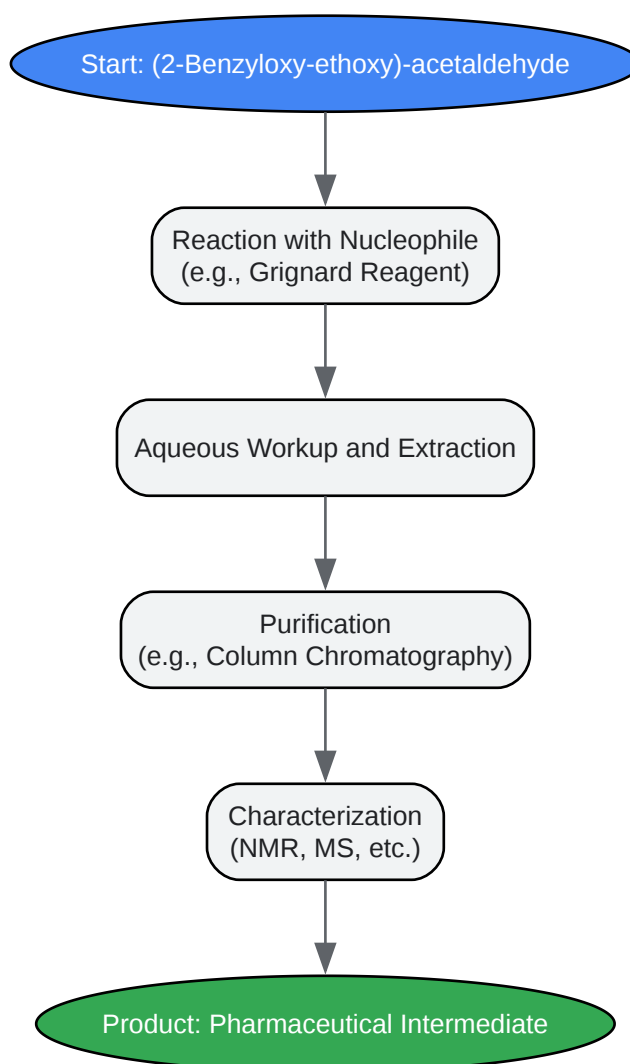 Start: (2-Benzyloxy-ethoxy)-acetaldehyde
Reaction with Nucleophile
(e.g., Grignard Reagent)
Aqueous Workup and Extraction
Purification
(e.g., Column Chromatography)
Characterization
(NMR, MS, etc.)
Product: Pharmaceutical Intermediate